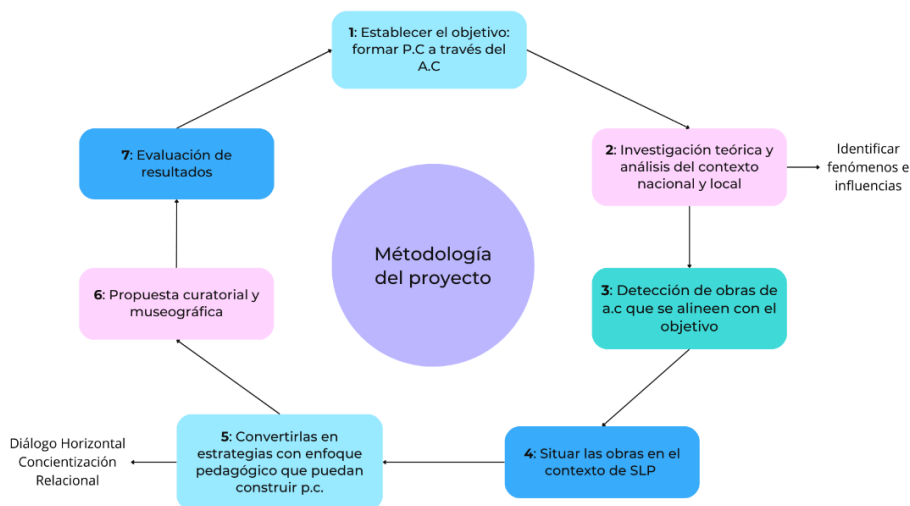 1: Establecer el objetivo:
formar P.C a través del
A.C
2: Investigación teórica y
análisis del contexto
nacional y local
Identificar
fenómenos e
influencias
3: Detección de obras de
a.c que se alineen con el
objetivo
4: Situar las obras en el
contexto de SLP
5: Convertirlas en
estrategias con enfoque
pedagógico que puedan
construir p.c.
Diálogo Horizontal
Concientización
Relacional
6: Propuesta curatorial y
museográfica
7: Evaluación de
resultados
Métodología
del proyecto